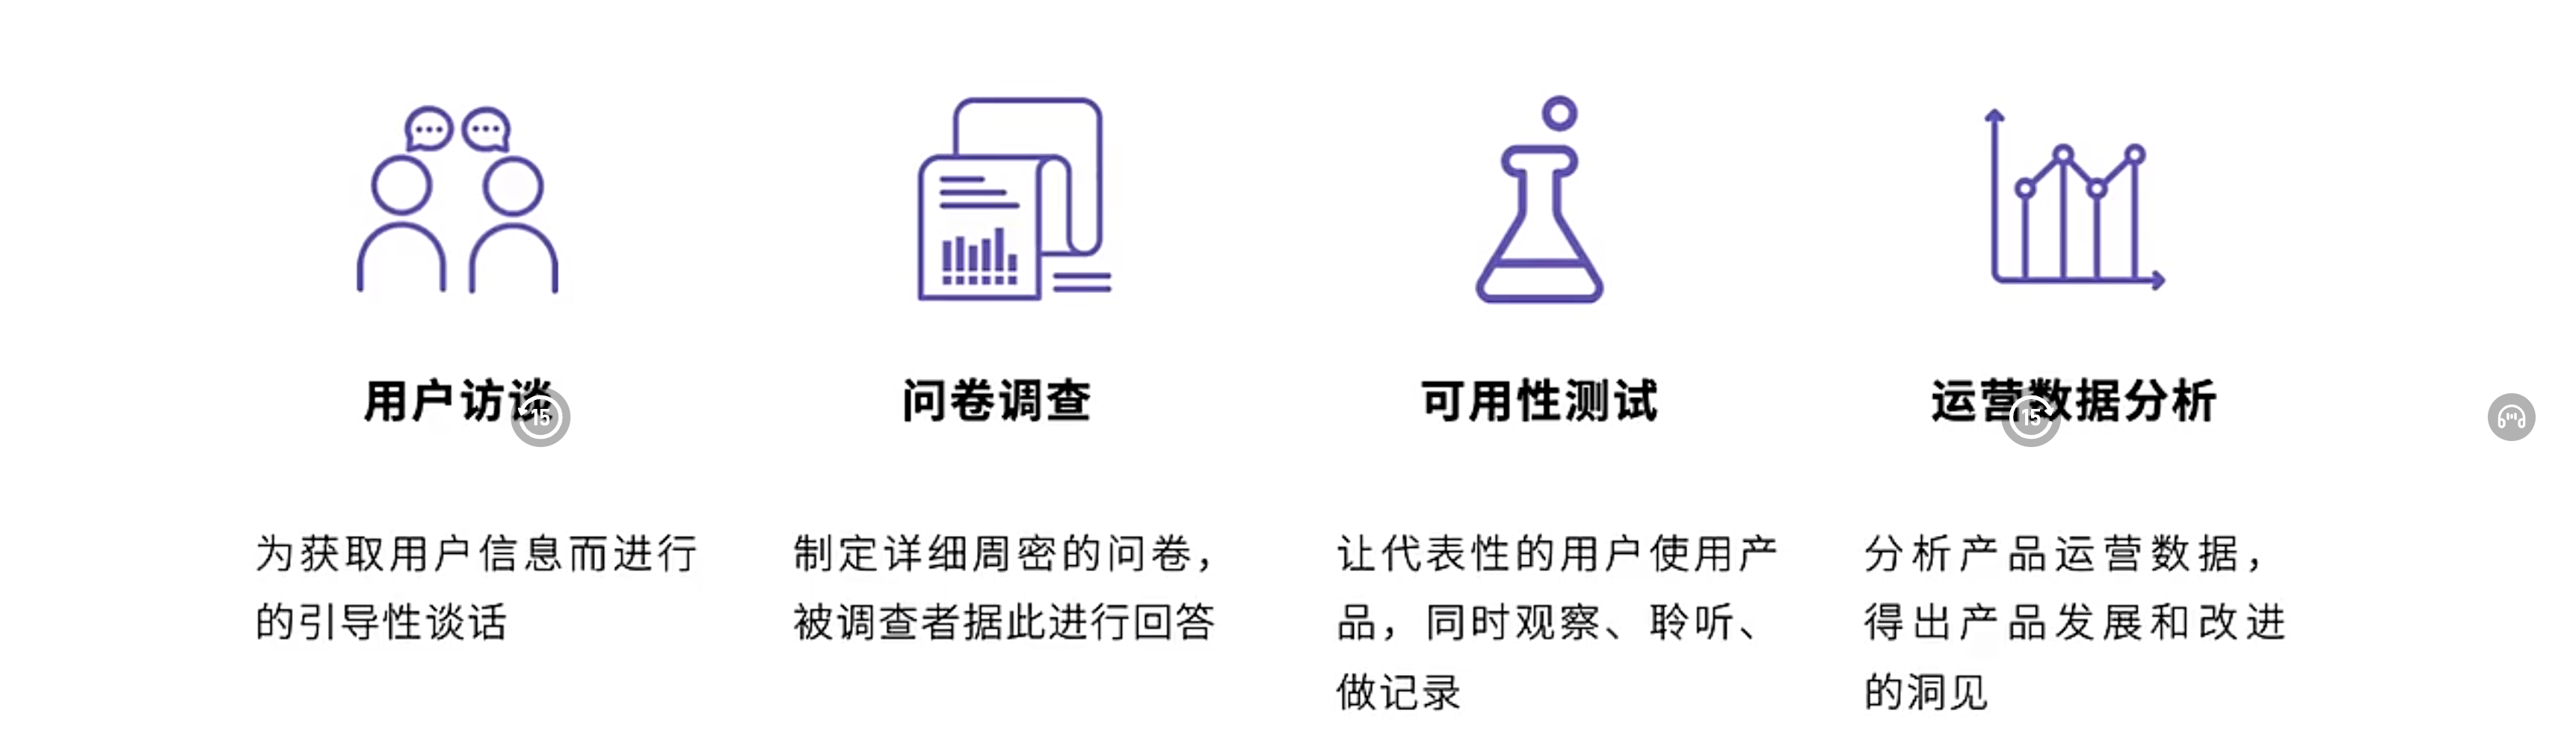 用户访谈
问卷调查
可用性测试
运营数据分析
15
15
为获取用户信息而进行
的引导性谈话
制定详细周密的问卷，
被调查者据此进行回答
让代表性的用户使用产
品，同时观察、聆听、
做记录
分析产品运营数据，
得出产品发展和改进
的洞见